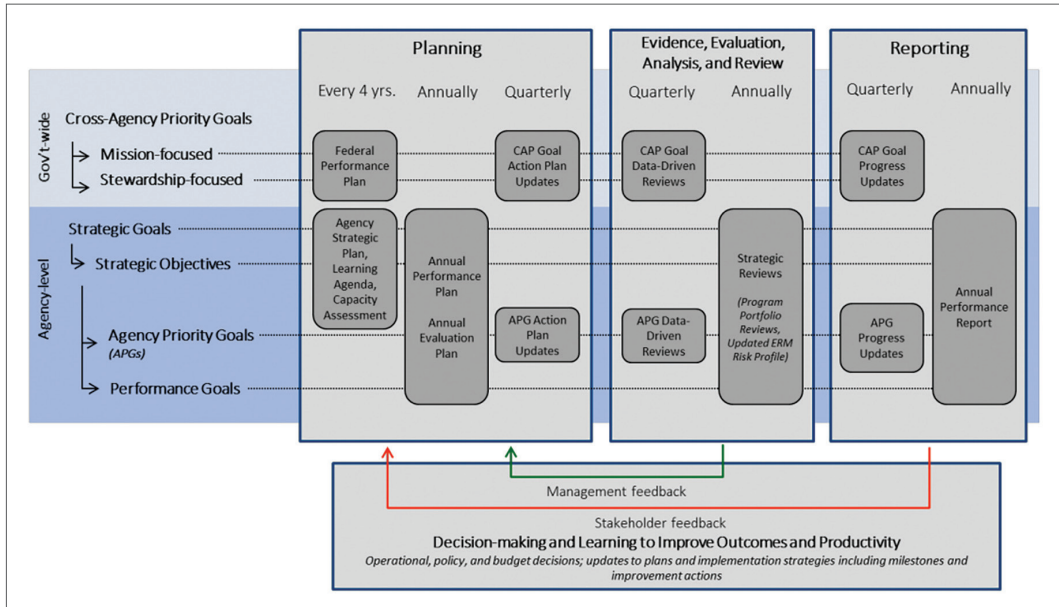 Planning
Evidence, Evaluation,
Analysis, and Review
Reporting
Every 4 yrs.
Annually
Quarterly
Quarterly
Annually
Quarterly
Annually
Gov't-wide
Cross-Agency Priority Goals
Mission-focused
Stewardship-focused
Federal
Performance
Plan
CAP Goal
Action Plan
Updates
CAP Goal
Data-Driven
Reviews
CAP Goal
Progress
Updates
Agency-level
Strategic Goals
Strategic Objectives
Agency Priority Goals
(APGs)
Performance Goals
Agency
Strategic
Plan,
Learning
Agenda,
Capacity
Assessment
Annual
Performance
Plan
Annual
Evaluation
Plan
APG Action
Plan
Updates
APG Data-
Driven
Reviews
Strategic
Reviews
(Program
Portfolio
Reviews,
Updated ERM
Risk Profile)
APG
Progress
Updates
Annual
Performance
Report
Management feedback
Stakeholder feedback
Decision-making and Learning to Improve Outcomes and Productivity
Operational, policy, and budget decisions; updates to plans and implementation strategies including milestones and
improvement actions